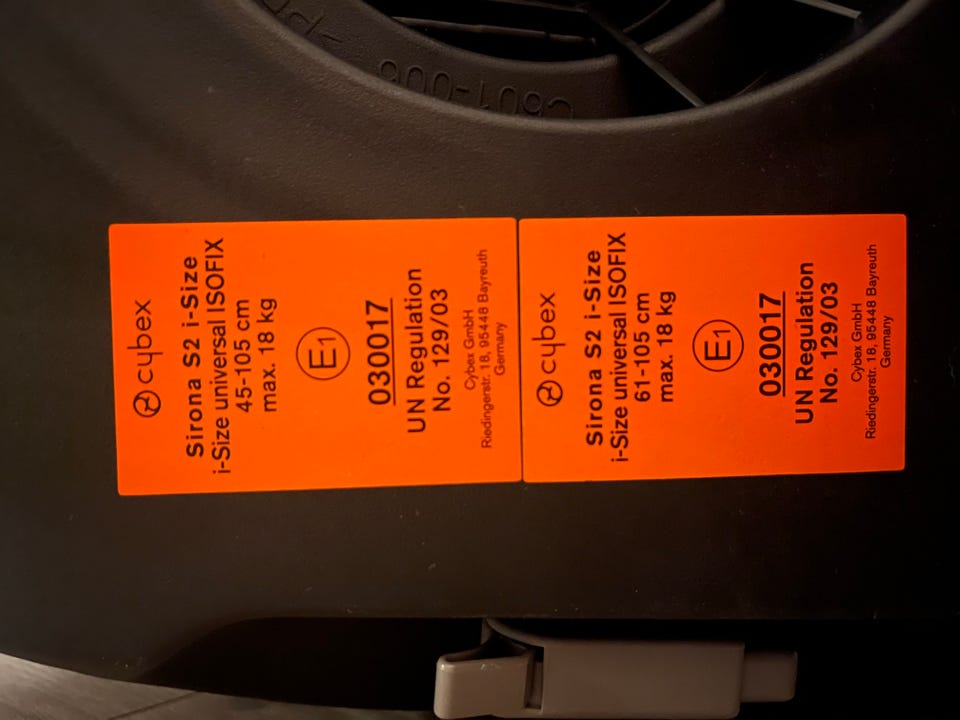 cybex
Sirona S2 i-Size
i-Size universal ISOFIX
45-105 cm
max. 18 kg
E1
030017
UN Regulation
No. 129/03
Cybex GmbH
Riedingerstr. 18, 95448 Bayreuth
Germany
cybex
Sirona S2 i-Size
i-Size universal ISOFIX
61-105 cm
max. 18 kg
E1
030017
UN Regulation
No. 129/03
Cybex GmbH
Riedingerstr. 18, 95448 Bayreuth
Germany